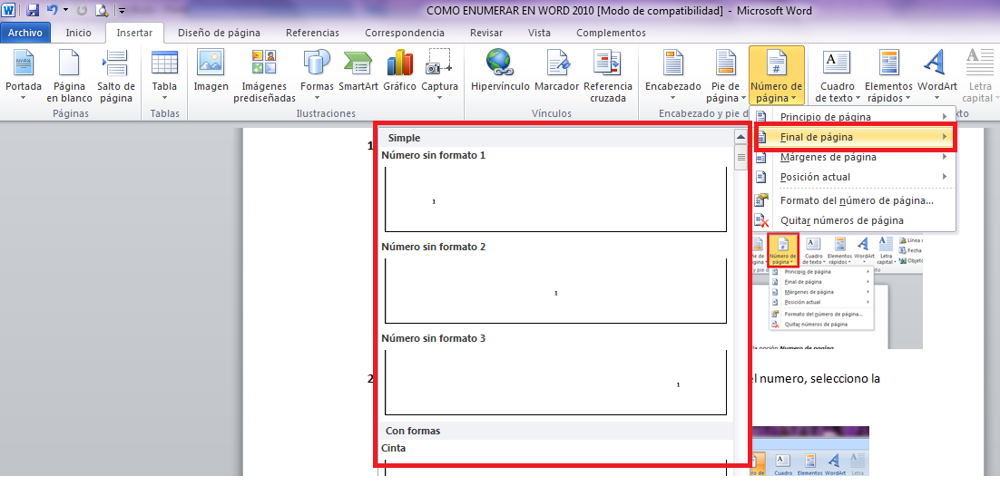 COMO ENUMERAR EN WORD 2010 [Modo de compatibilidad] - Microsoft Word
Archivo Inicio Insertar Diseño de página Referencias Correspondencia Revisar Vista Complementos
Portada Página en blanco Salto de página Tabla Imagen Imágenes prediseñadas Formas SmartArt Gráfico Captura Hipervínculo Marcador Referencia cruzada Encabezado Pie de página Número de página Cuadro de texto Elementos rápidos WordArt Letra capital
Páginas Tablas Ilustraciones Vínculos Encabezado y pie d xto
Principio de página
Final de página
Márgenes de página
Posición actual
Formato del número de página...
Quitar números de página
1
Simple
Número sin formato 1
1
Número sin formato 2
1
Número sin formato 3
1
Con formas
Cinta
Número de página Cuadro de texto Elementos rápidos WordArt Letra capital Línea Fecha Objeto
Principio de página
Final de página
Márgenes de página
Posición actual
Formato del número de página...
Quitar números de página
la opción Numero de pagina
2
el numero, selecciono la
Cuadro Elementos WordArt Letra